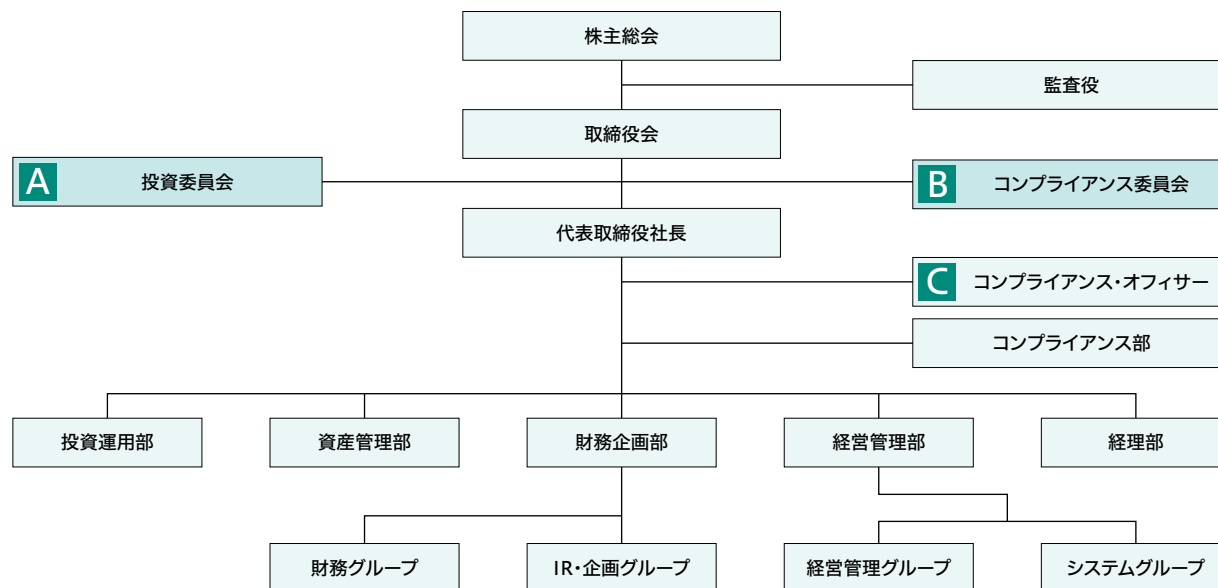 株主総会
監査役
取締役会
A 投資委員会
B コンプライアンス委員会
代表取締役社長
C コンプライアンス・オフィサー
コンプライアンス部
投資運用部
資産管理部
財務企画部
経営管理部
経理部
財務グループ
IR・企画グループ
経営管理グループ
システムグループ